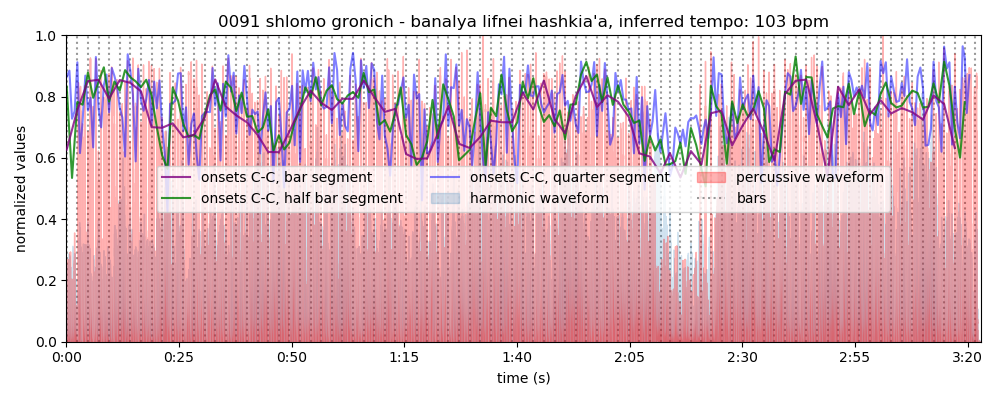 0091 shlomo gronich - banalya lifnei hashkia'a, inferred tempo: 103 bpm
normalized values
1.0
0.8
0.6
0.4
0.2
0.0
onsets C-C, bar segment
onsets C-C, half bar segment
onsets C-C, quarter segment
harmonic waveform
percussive waveform
bars
0:00 0:25 0:50 1:15 1:40 2:05 2:30 2:55 3:20
time (s)